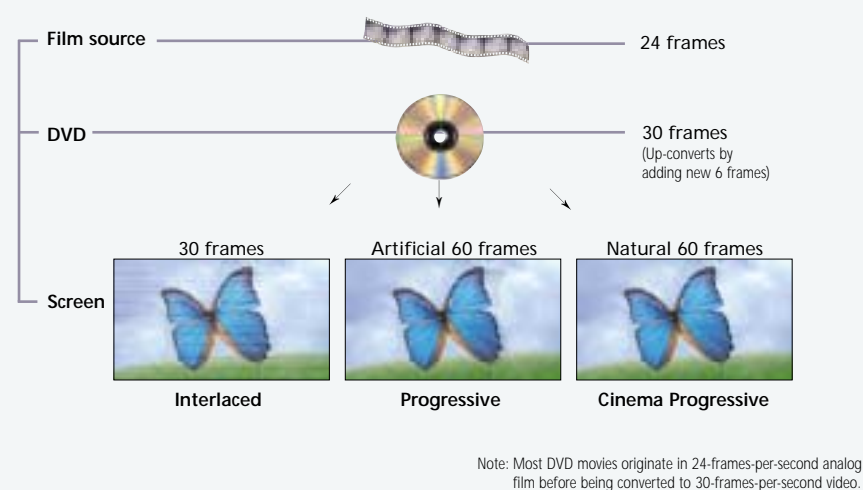 Film source
24 frames
DVD
30 frames
(Up-converts by
adding new 6 frames)
30 frames
Artificial 60 frames
Natural 60 frames
Screen
Interlaced
Progressive
Cinema Progressive
Note: Most DVD movies originate in 24-frames-per-second analog
film before being converted to 30-frames-per-second video.